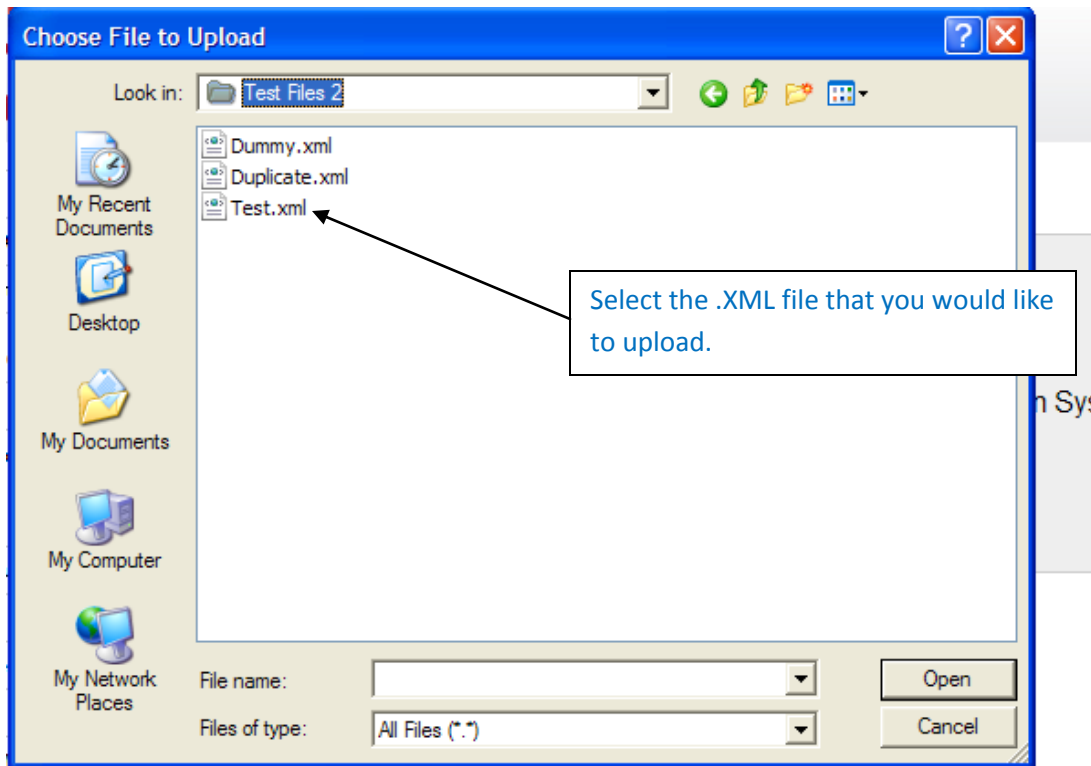 Choose File to Upload
Look in:
Test Files 2
Dummy.xml
Duplicate.xml
Test.xml
My Recent
Documents
Desktop
My Documents
My Computer
My Network
Places
Select the .XML file that you would like
to upload.
n Sys
File name:
Open
Files of type:
All Files (*.*)
Cancel